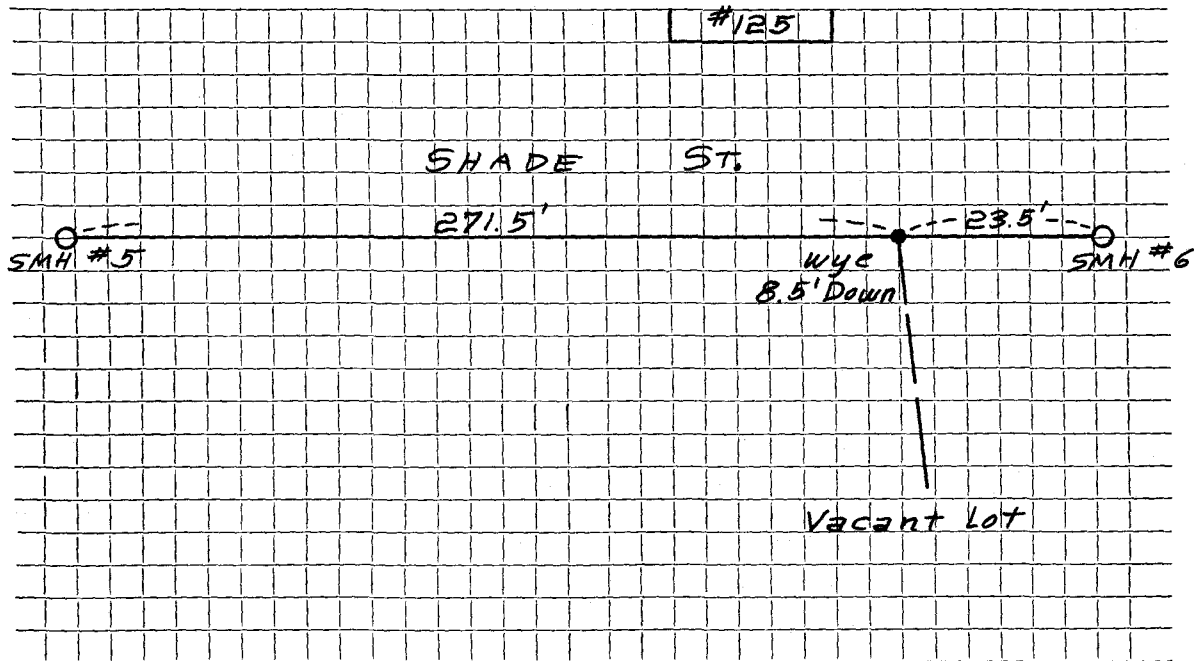 #125
SHADE ST.
271.5'
23.5'
SMH #5
wye
8.5' Down
SMH #6
Vacant Lot